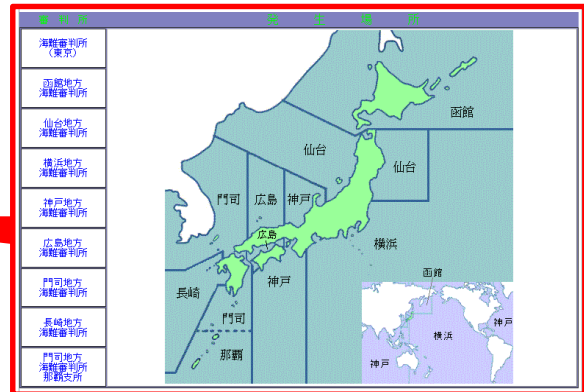 裁 判 所
発 生 場 所
海難審判所
（東京）
函館地方
海難審判所
仙台地方
海難審判所
横浜地方
海難審判所
神戸地方
海難審判所
広島地方
海難審判所
門司地方
海難審判所
長崎地方
海難審判所
門司地方
海難審判所
那覇支所
函館
仙台
仙台
門司
広島
神戸
広島
横浜
神戸
長崎
門司
那覇
函館
神戸
横浜
神戸